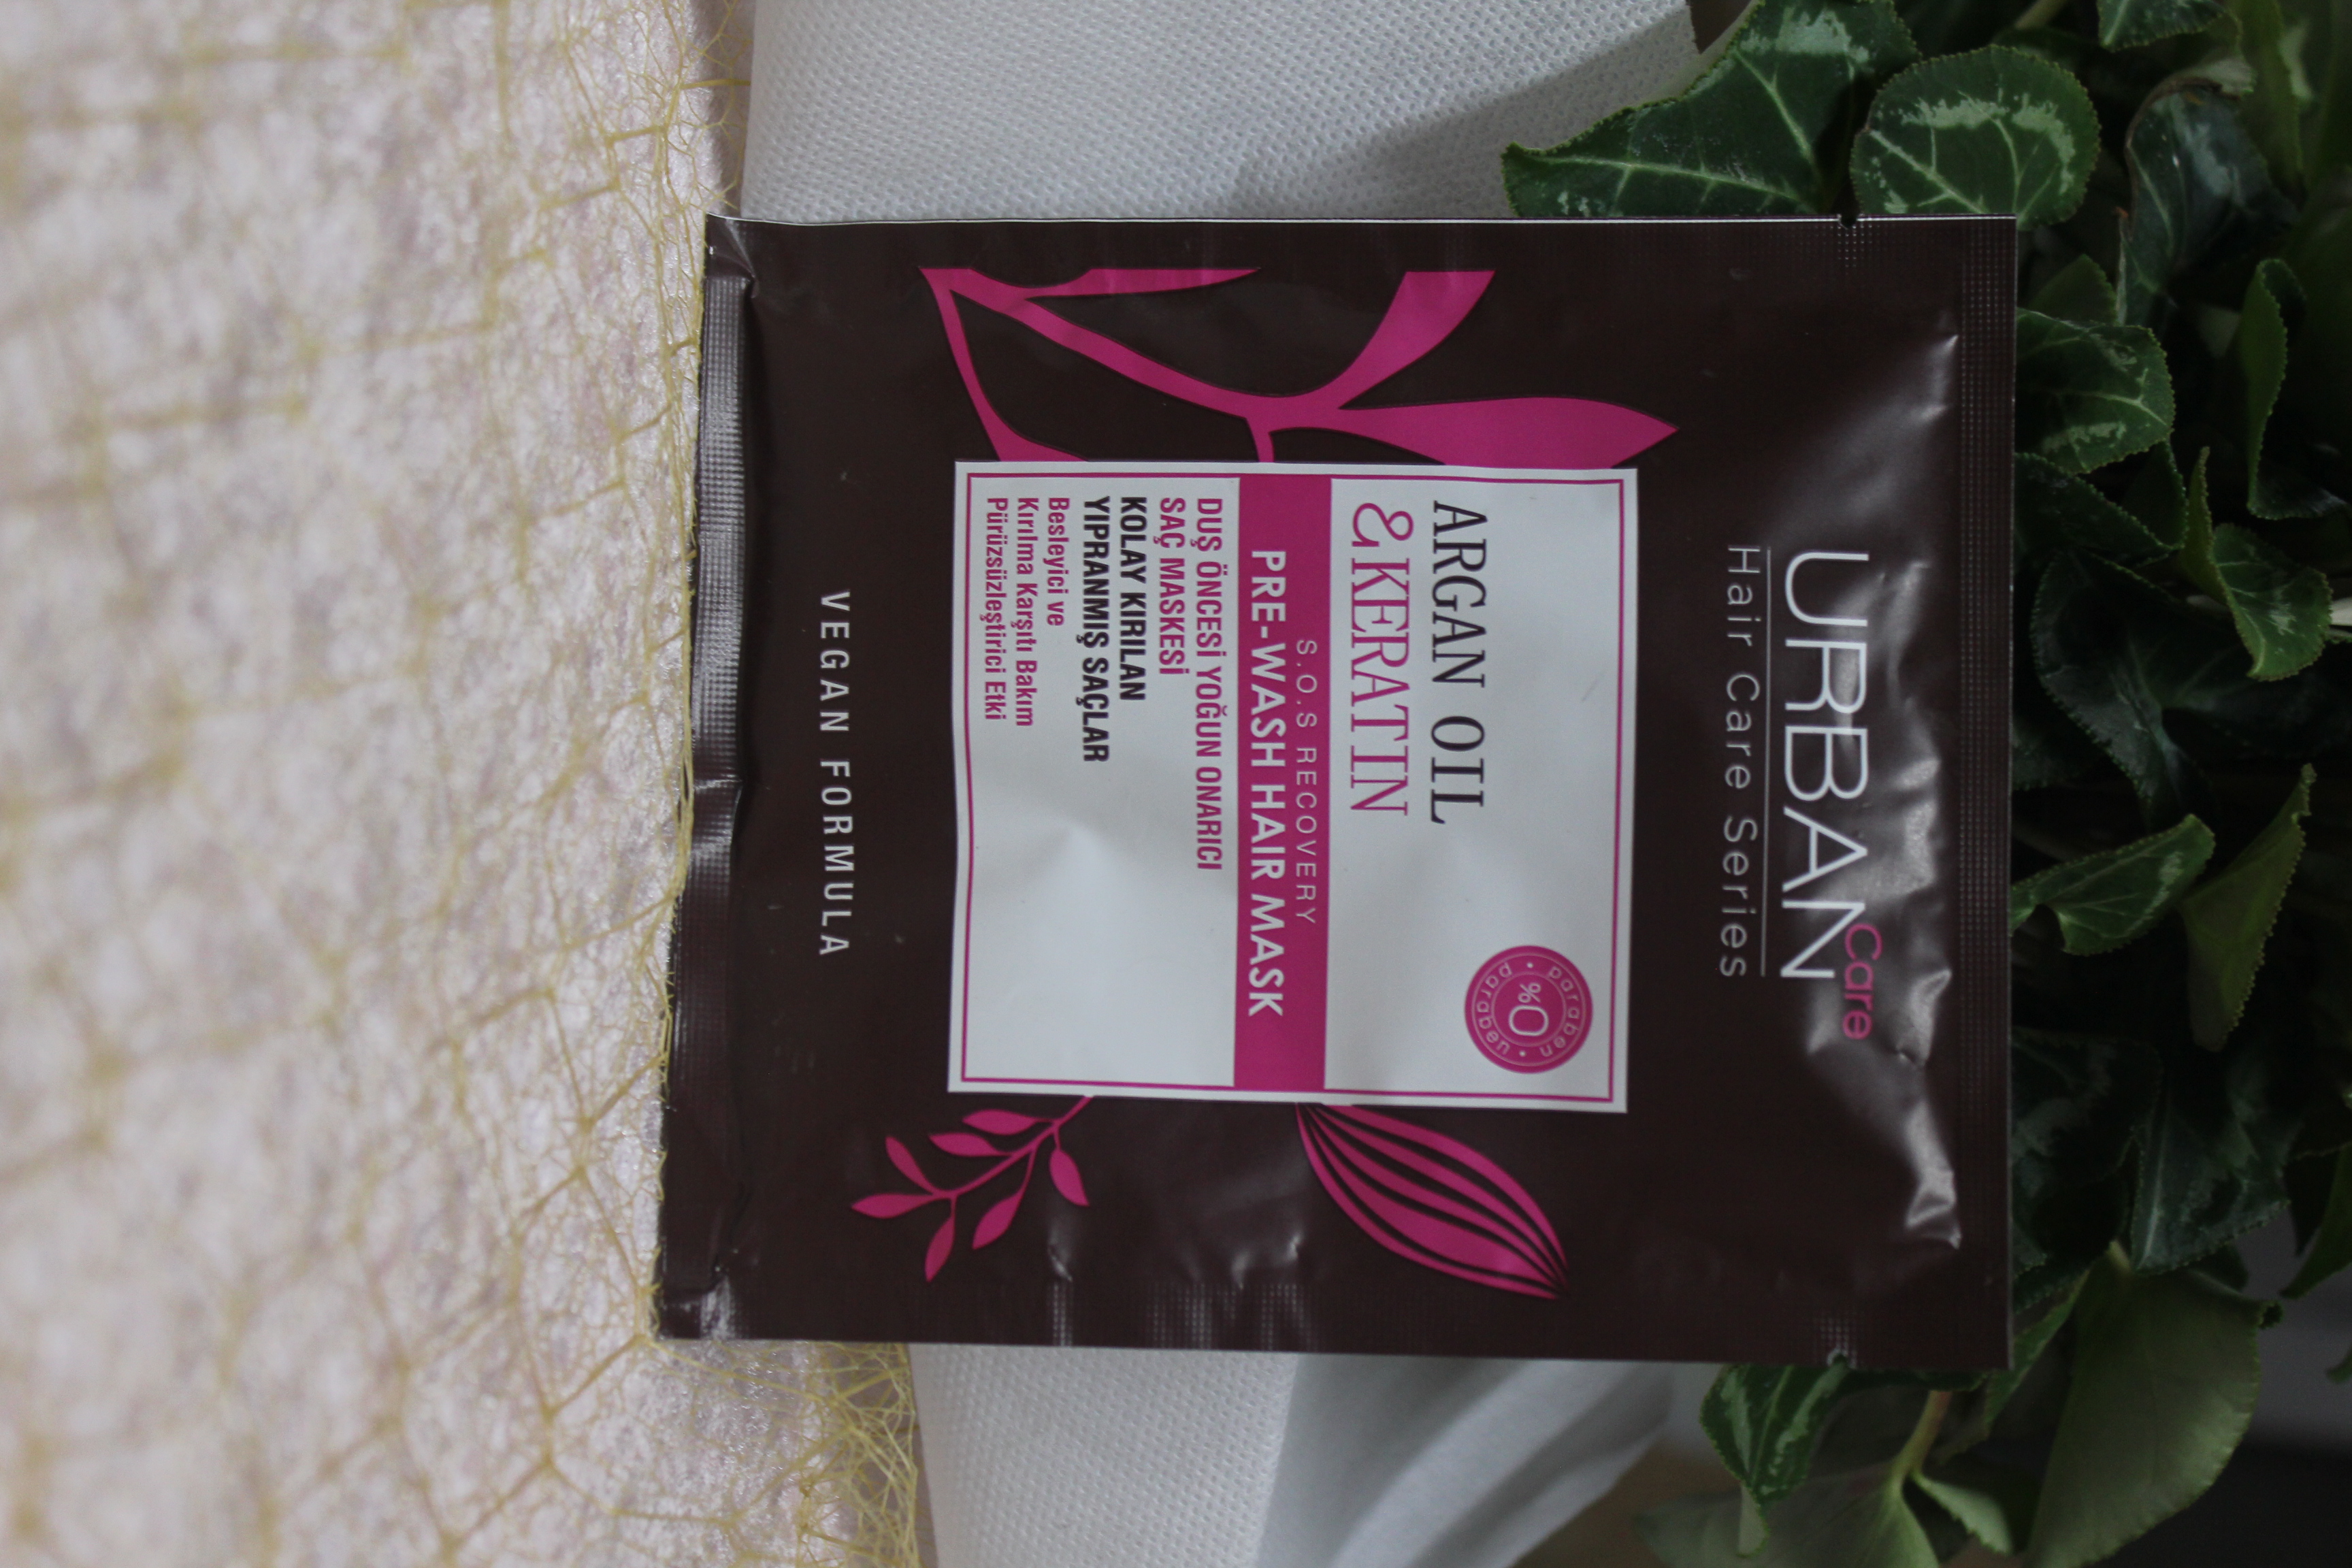 URBAN Care
Hair Care Series
ARGAN OIL
& KERATIN
paraben • paraben •
%0
S.O.S RECOVERY
PRE-WASH HAIR MASK
DUŞ ÖNCESİ YOĞUN ONARICI
SAÇ MASKESİ
KOLAY KIRILAN
YIPRANMIŞ SAÇLAR
Besleyici ve
Kırılma Karşıtı Bakım
Pürüzsüzleştirici Etki
VEGAN FORMULA